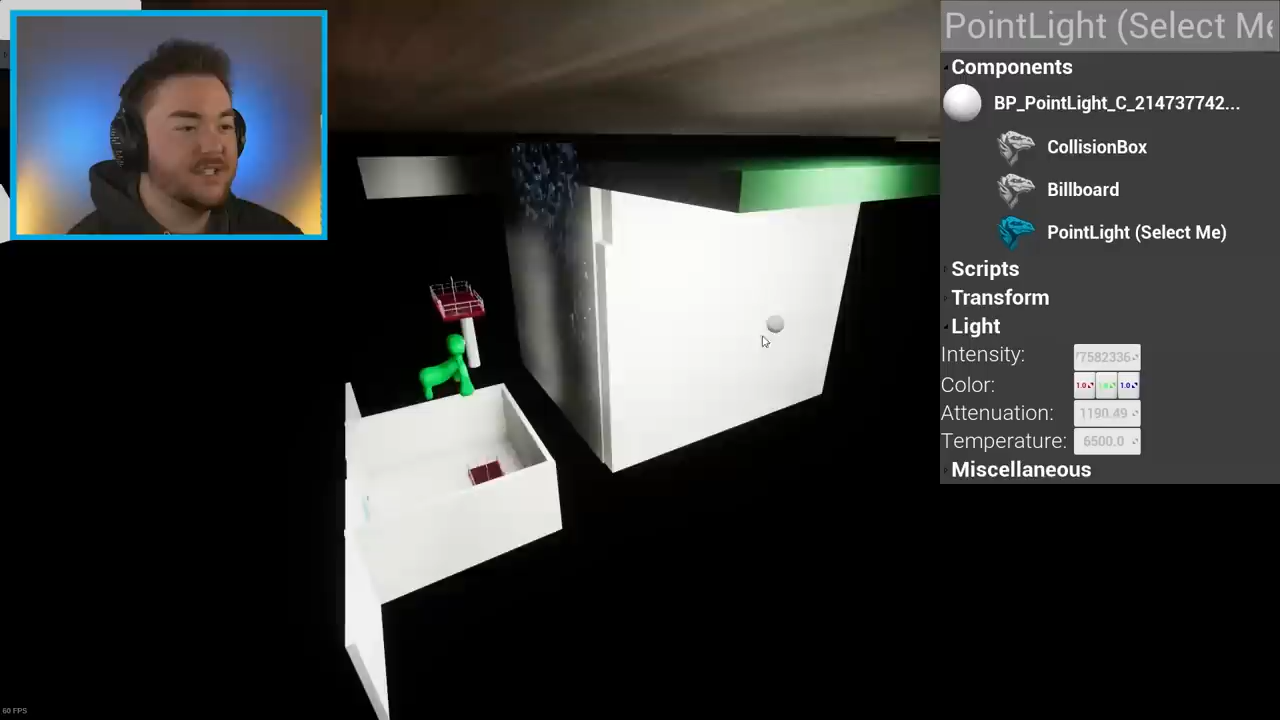 PointLight (Select Me
Components
BP_PointLight_C_214737742...
CollisionBox
Billboard
PointLight (Select Me)
Scripts
Transform
Light
Intensity: 7582336
Color: 1.0 1.0 1.0
Attenuation: 1190.49
Temperature: 6500.0
Miscellaneous
60 FPS